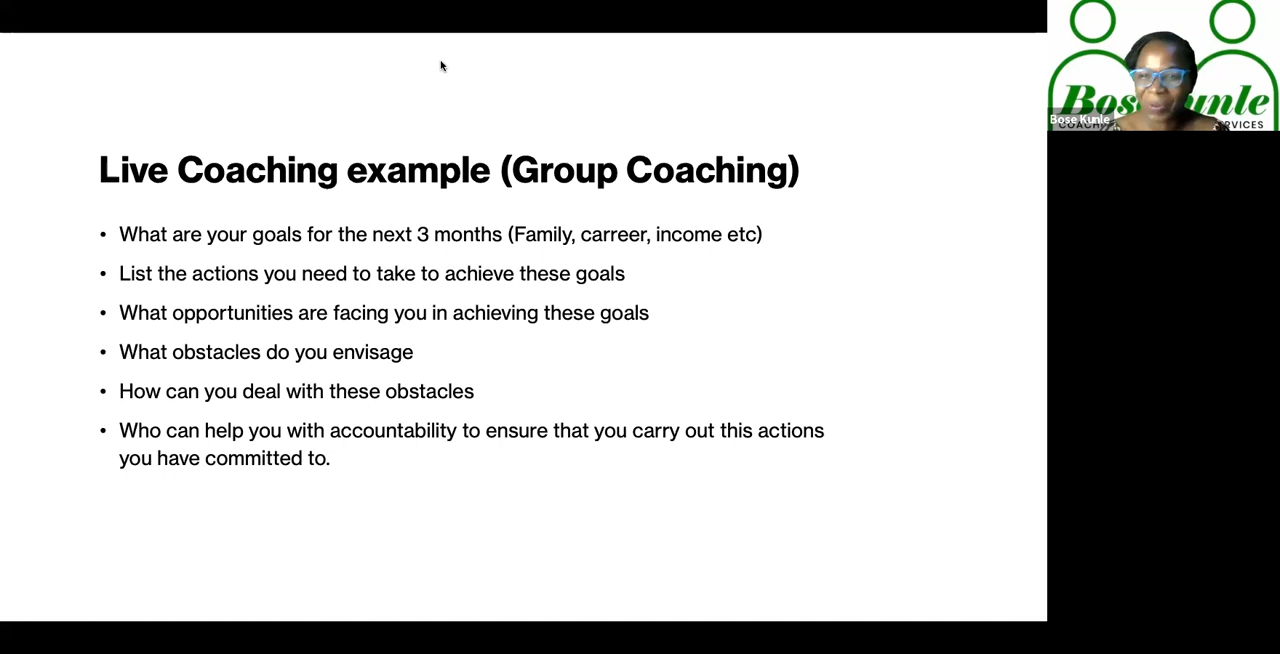 Live Coaching example (Group Coaching)
• What are your goals for the next 3 months (Family, carreer, income etc)
• List the actions you need to take to achieve these goals
• What opportunities are facing you in achieving these goals
• What obstacles do you envisage
• How can you deal with these obstacles
• Who can help you with accountability to ensure that you carry out this actions
you have committed to.
Bose Kunle